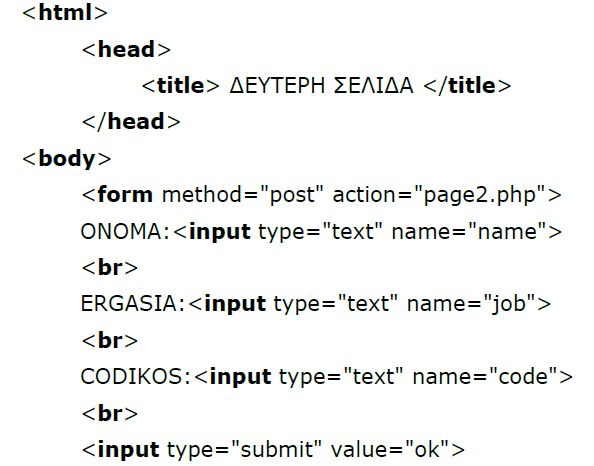 <html>
<head>
<title> ΔΕΥΤΕΡΗ ΣΕΛΙΔΑ </title>
</head>
<body>
<form method="post" action="page2.php">
ΟΝΟΜΑ:<input type="text" name="name">
<br>
ERGASIA:<input type="text" name="job">
<br>
CODIKOS:<input type="text" name="code">
<br>
<input type="submit" value="ok">